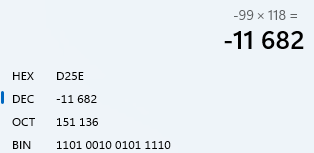 -99 × 118 =
-11 682
HEX D25E
DEC -11 682
OCT 151 136
BIN 1101 0010 0101 1110